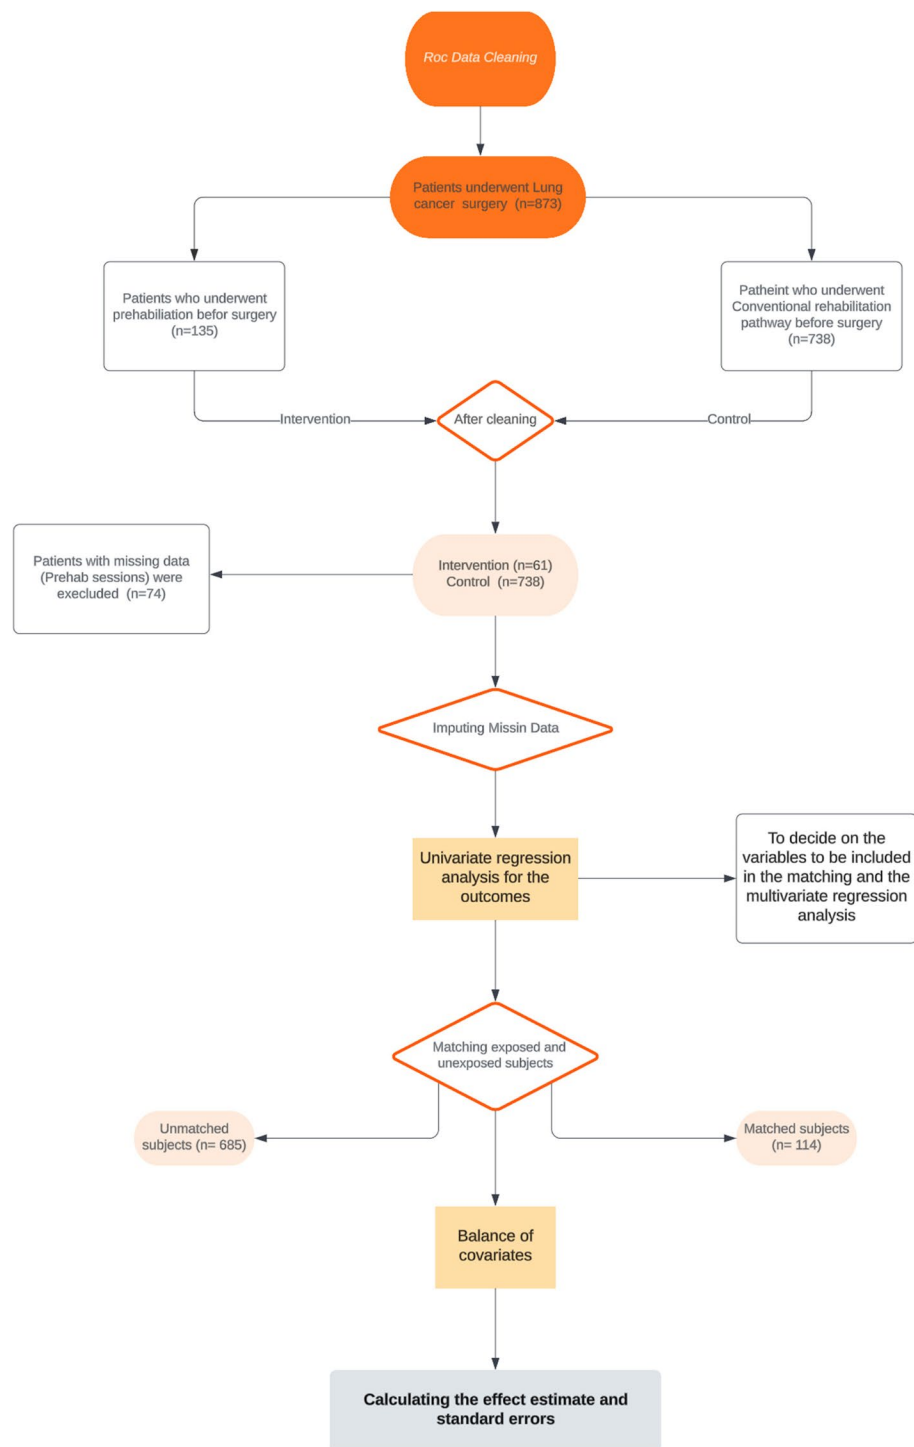 Roc Data Cleaning
Patients underwent Lung
cancer surgery (n=873)
Patients who underwent
prehabiliation befor surgery
(n=135)
Patheint who underwent
Conventional rehabilitation
pathway before surgery
(n=738)
Intervention
After cleaning
Control
Patients with missing data
(Prehab sessions) were
execluded (n=74)
Intervention (n=61)
Control (n=738)
Imputing Missin Data
Univariate regression
analysis for the
outcomes
To decide on the
variables to be included
in the matching and the
multivariate regression
analysis
Matching exposed and
unexposed subjects
Unmatched
subjects (n= 685)
Matched subjects
(n= 114)
Balance of
covariates
Calculating the effect estimate and
standard errors